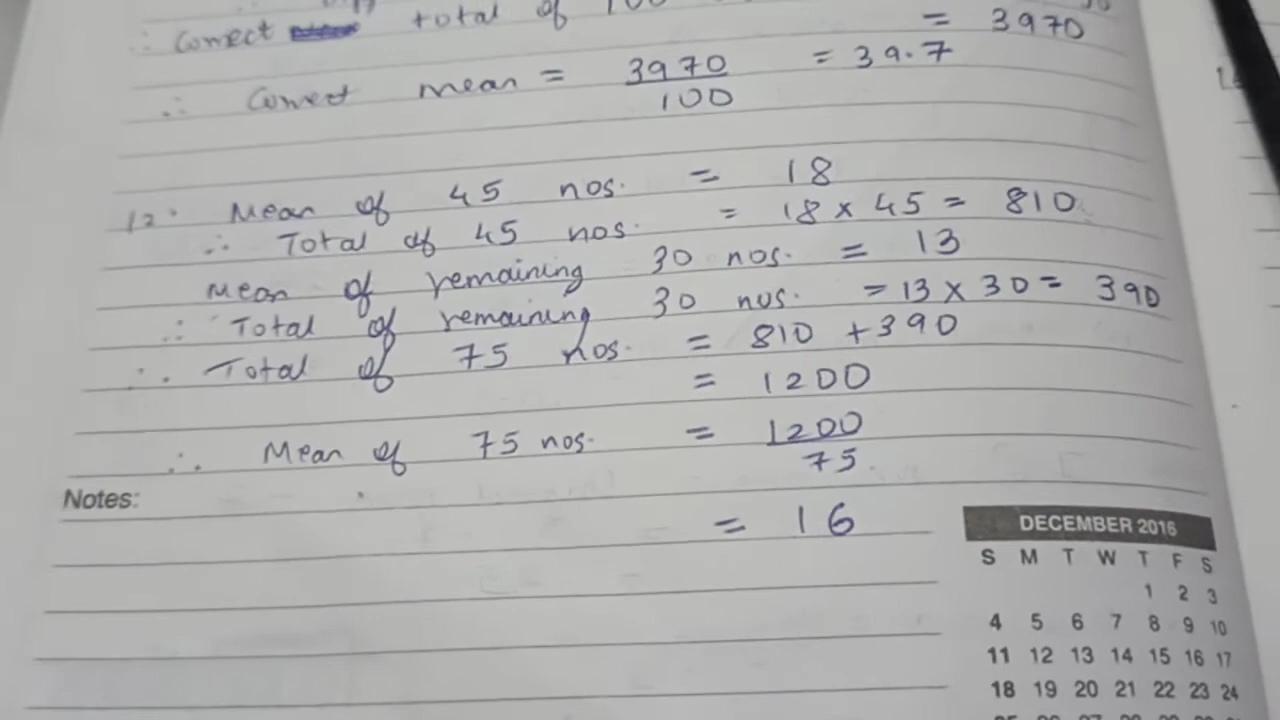 ∴ Correct total of 100 = 3970
∴ Correct mean = 3970/100 = 39.7
12. Mean of 45 nos. = 18
∴ Total of 45 nos. = 18 × 45 = 810
Mean of remaining 30 nos. = 13
∴ Total of remaining 30 nos. = 13 × 30 = 390
∴ Total of 75 nos. = 810 + 390
= 1200
∴ Mean of 75 nos. = 1200/75
Notes:
= 16
DECEMBER 2016
S M T W T F S
1 2 3
4 5 6 7 8 9 10
11 12 13 14 15 16 17
18 19 20 21 22 23 24